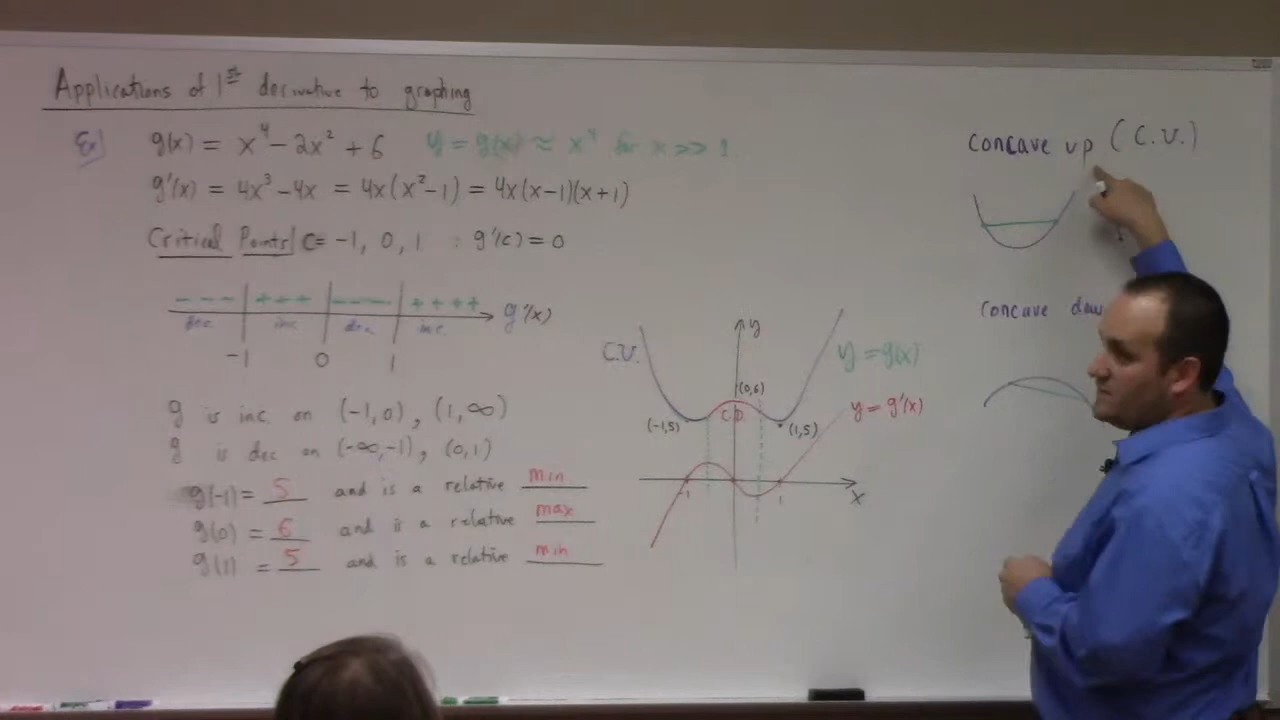 Applications of 1st derivative to graphing
Ex) g(x) = x⁴ - 2x² + 6 y = g(x) ≈ x⁴ for x >> 1
g'(x) = 4x³ - 4x = 4x(x² - 1) = 4x(x-1)(x+1)
Critical Points/ c = -1, 0, 1 : g'(c) = 0
- - - + + + - - - - + + + + g'(x)
dec inc dec inc
-1 0 1
g is inc on (-1,0), (1,∞)
g is dec on (-∞,-1), (0,1)
g(-1) = 5 and is a relative min
g(0) = 6 and is a relative max
g(1) = 5 and is a relative min
y
C.U. y = g(x)
(0,6)
C.D. y = g'(x)
(-1,5) (1,5)
-1 1 x
concave up (C.U.)
concave dow